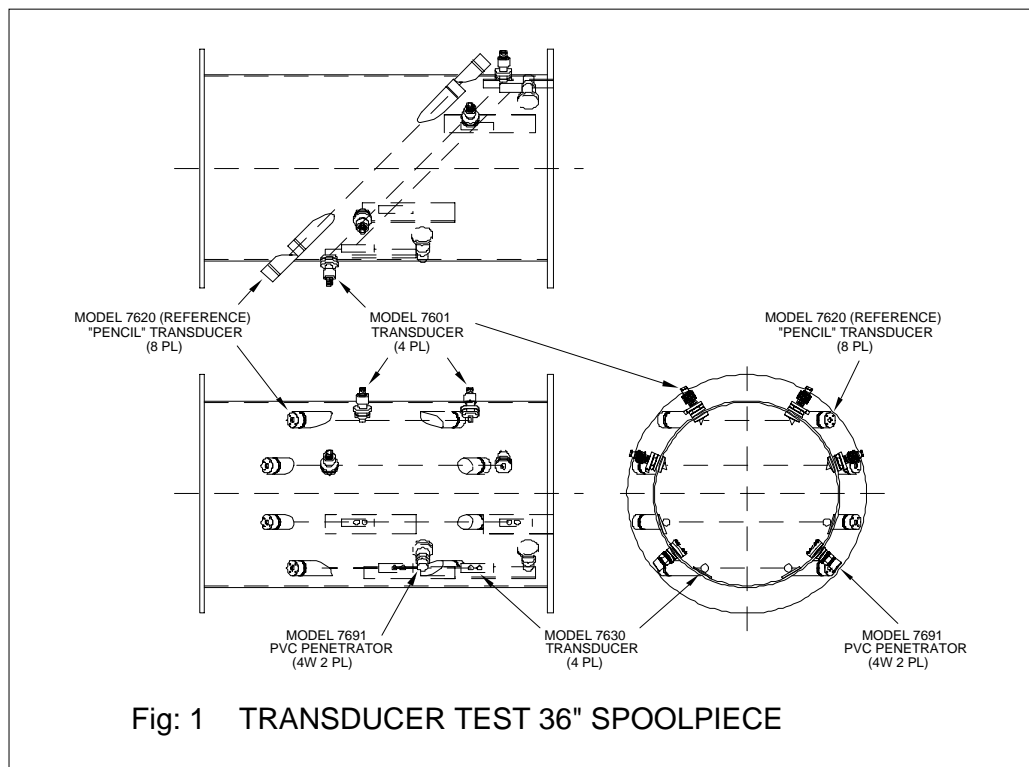 MODEL 7620 (REFERENCE)
"PENCIL" TRANSDUCER
(8 PL)
MODEL 7601
TRANSDUCER
(4 PL)
MODEL 7620 (REFERENCE)
"PENCIL" TRANSDUCER
(8 PL)
MODEL 7691
PVC PENETRATOR
(4W 2 PL)
MODEL 7630
TRANSDUCER
(4 PL)
MODEL 7691
PVC PENETRATOR
(4W 2 PL)
Fig: 1 TRANSDUCER TEST 36" SPOOLPIECE